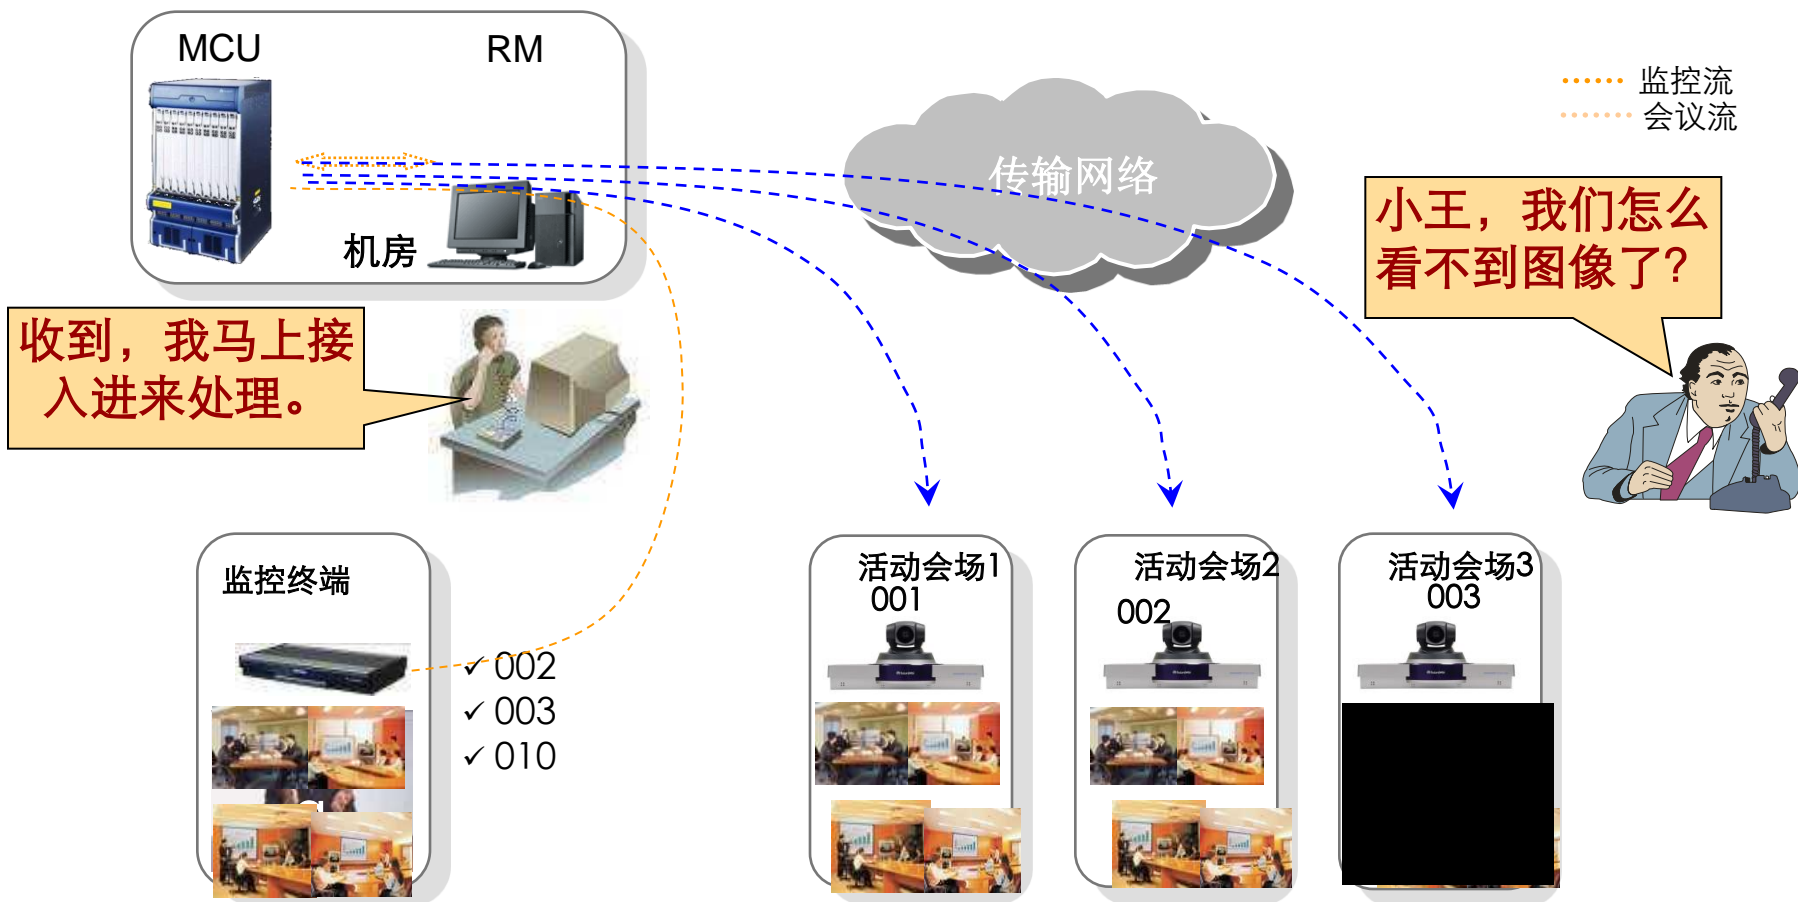 MCU
RM
机房
传输网络
监控流
会议流
小王，我们怎么
看不到图像了？
收到，我马上接
入进来处理。
监控终端
✓ 002
✓ 003
✓ 010
活动会场1
001
活动会场2
002
活动会场3
003